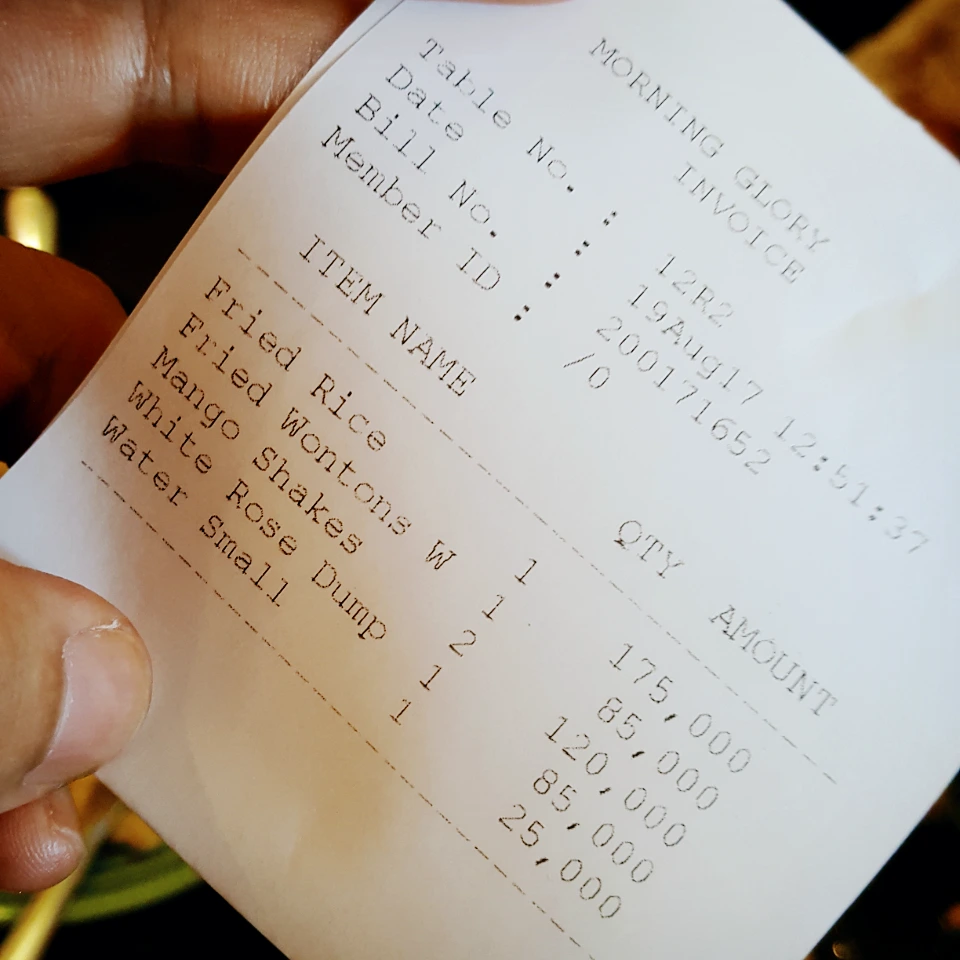 MORNING GLORY
INVOICE
Table No. : 12R2
Date : 19Aug17 12:51:37
Bill No. : 200171652
Member ID : /0
ITEM NAME QTY AMOUNT
Fried Rice 1 175,000
Fried Wontons W 1 85,000
Mango Shakes 2 120,000
White Rose Dump 1 85,000
Water Small 1 25,000